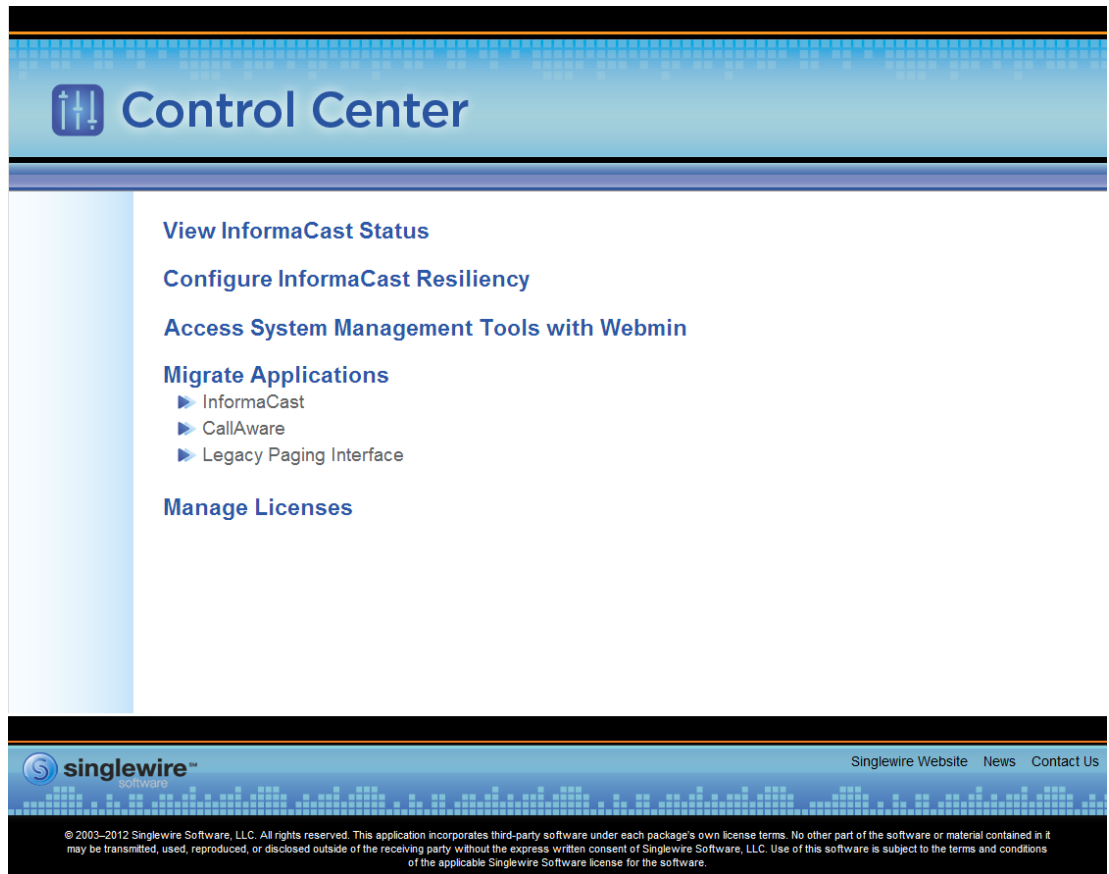 Control Center
View InformaCast Status
Configure InformaCast Resiliency
Access System Management Tools with Webmin
Migrate Applications
InformaCast
CallAware
Legacy Paging Interface
Manage Licenses
S singlewire℠
software
Singlewire Website News Contact Us
© 2003–2012 Singlewire Software, LLC. All rights reserved. This application incorporates third-party software under each package's own license terms. No other part of the software or material contained in it
may be transmitted, used, reproduced, or disclosed outside of the receiving party without the express written consent of Singlewire Software, LLC. Use of this software is subject to the terms and conditions
of the applicable Singlewire Software license for the software.